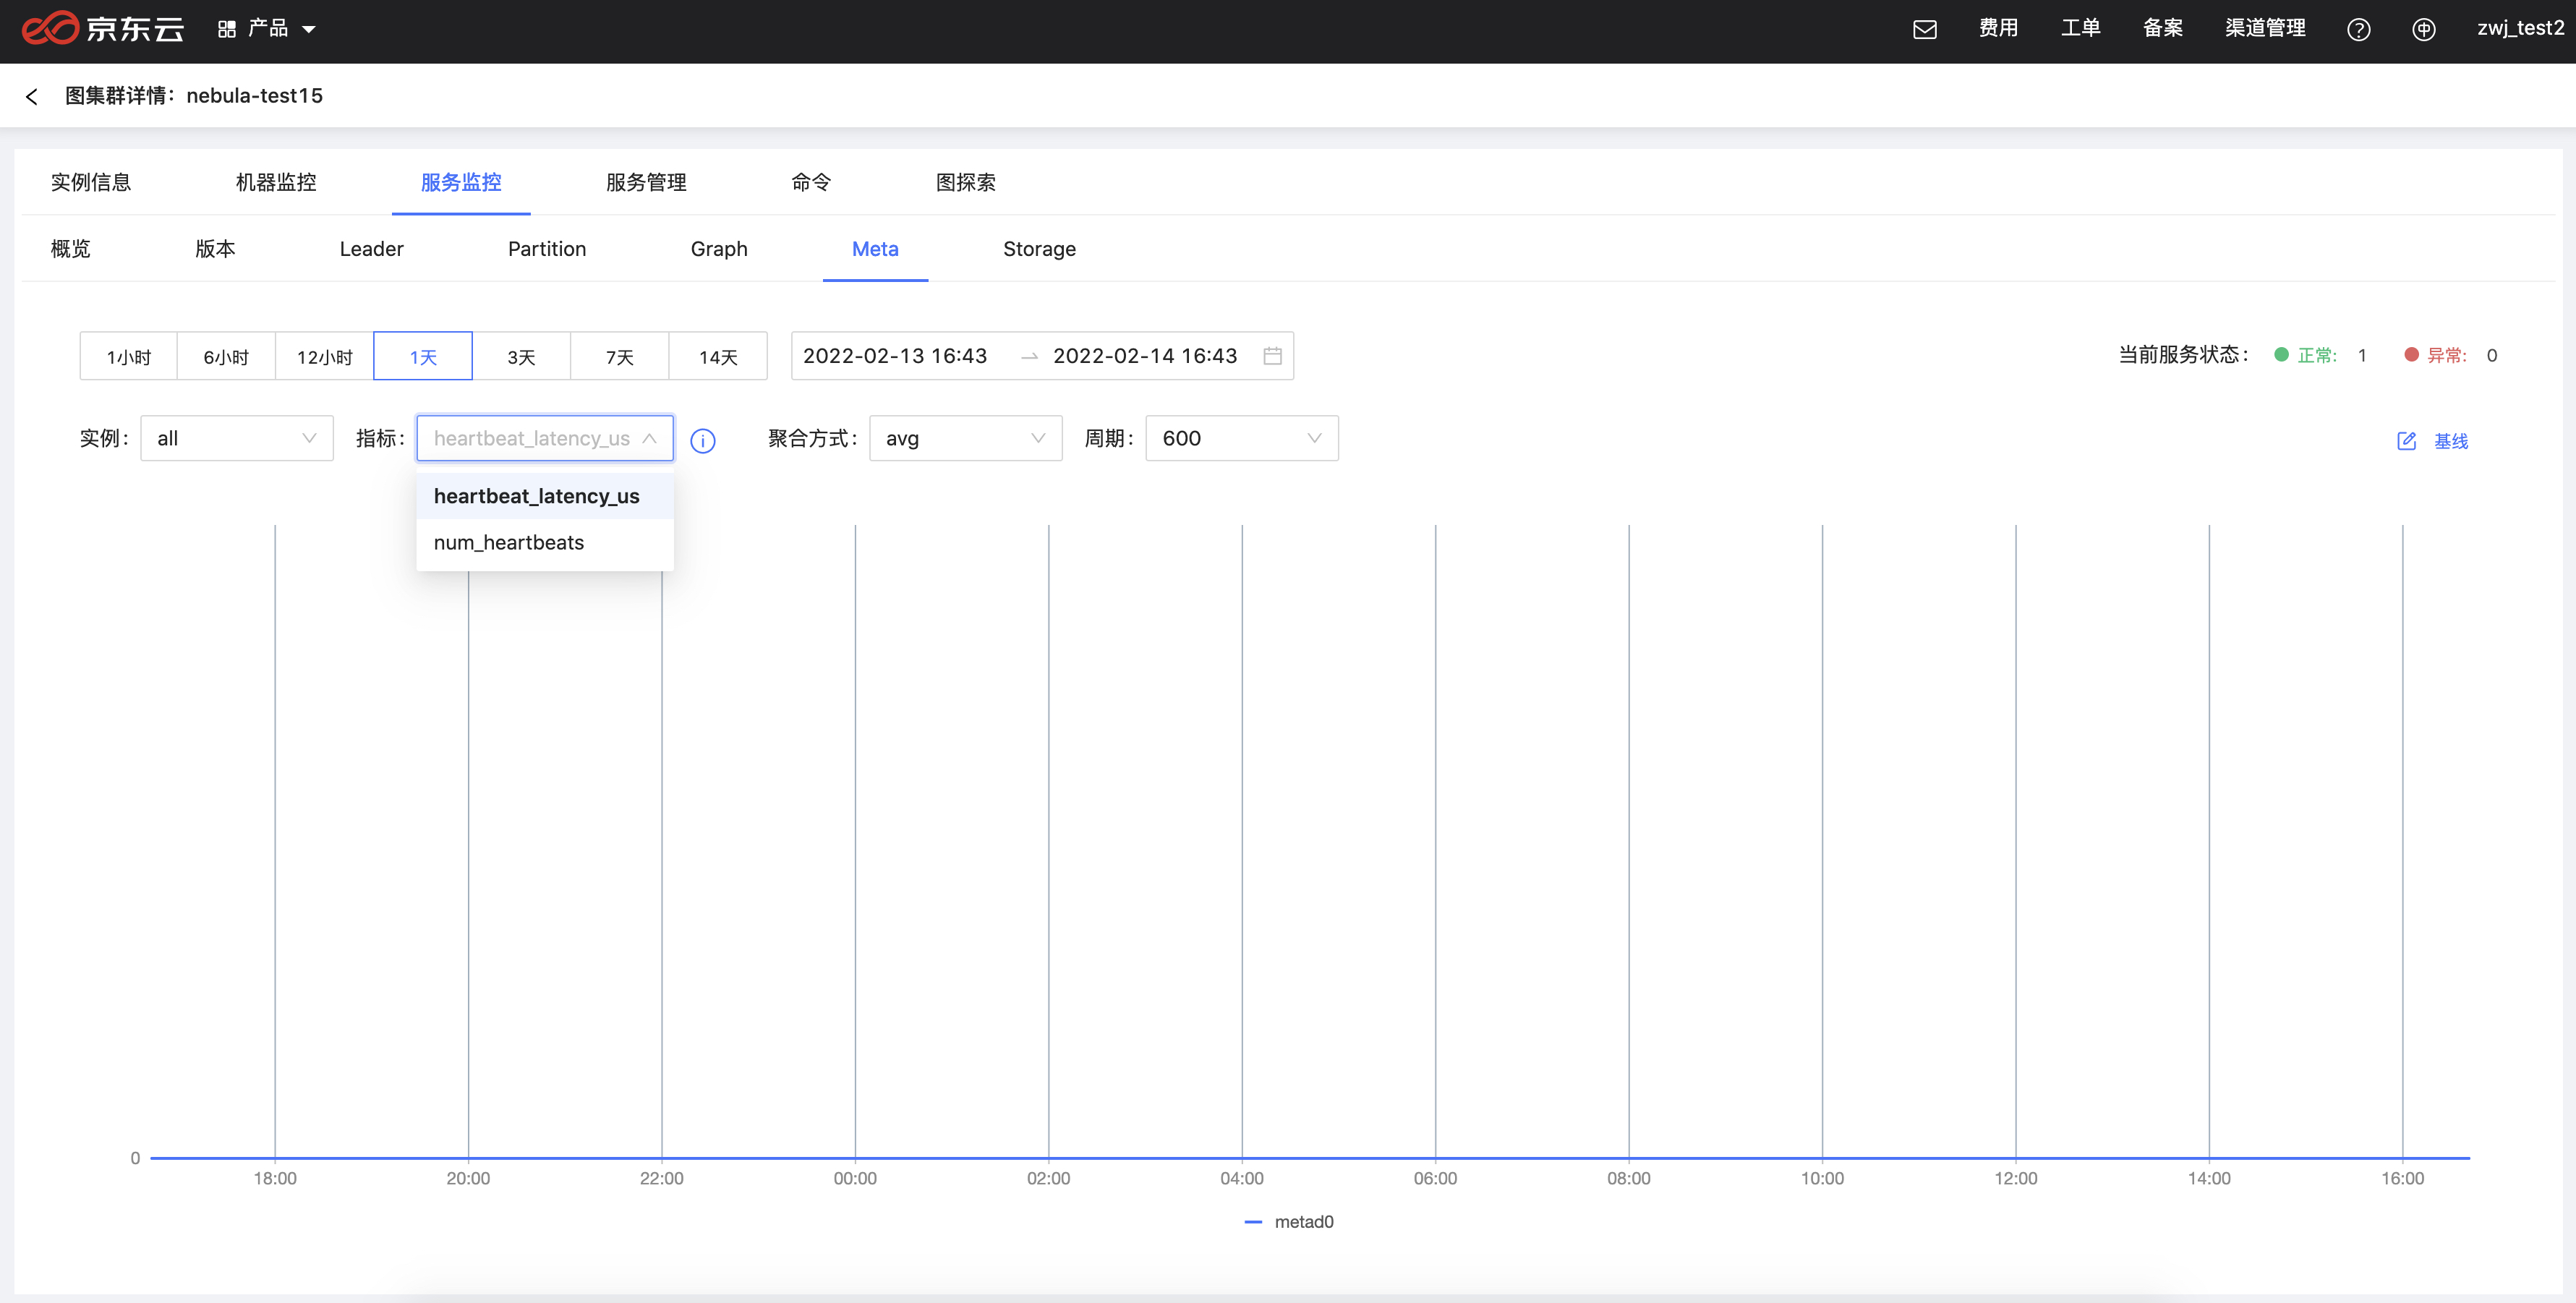 京东云 产品 费用 工单 备案 渠道管理 zwj_test2
图集群详情：nebula-test15
实例信息 机器监控 服务监控 服务管理 命令 图探索
概览 版本 Leader Partition Graph Meta Storage
1小时 6小时 12小时 1天 3天 7天 14天 2022-02-13 16:43 → 2022-02-14 16:43 当前服务状态： 正常: 1 异常: 0
实例： all 指标： heartbeat_latency_us 聚合方式： avg 周期： 600 基线
heartbeat_latency_us
num_heartbeats
0
18:00 20:00 22:00 00:00 02:00 04:00 06:00 08:00 10:00 12:00 14:00 16:00
metad0